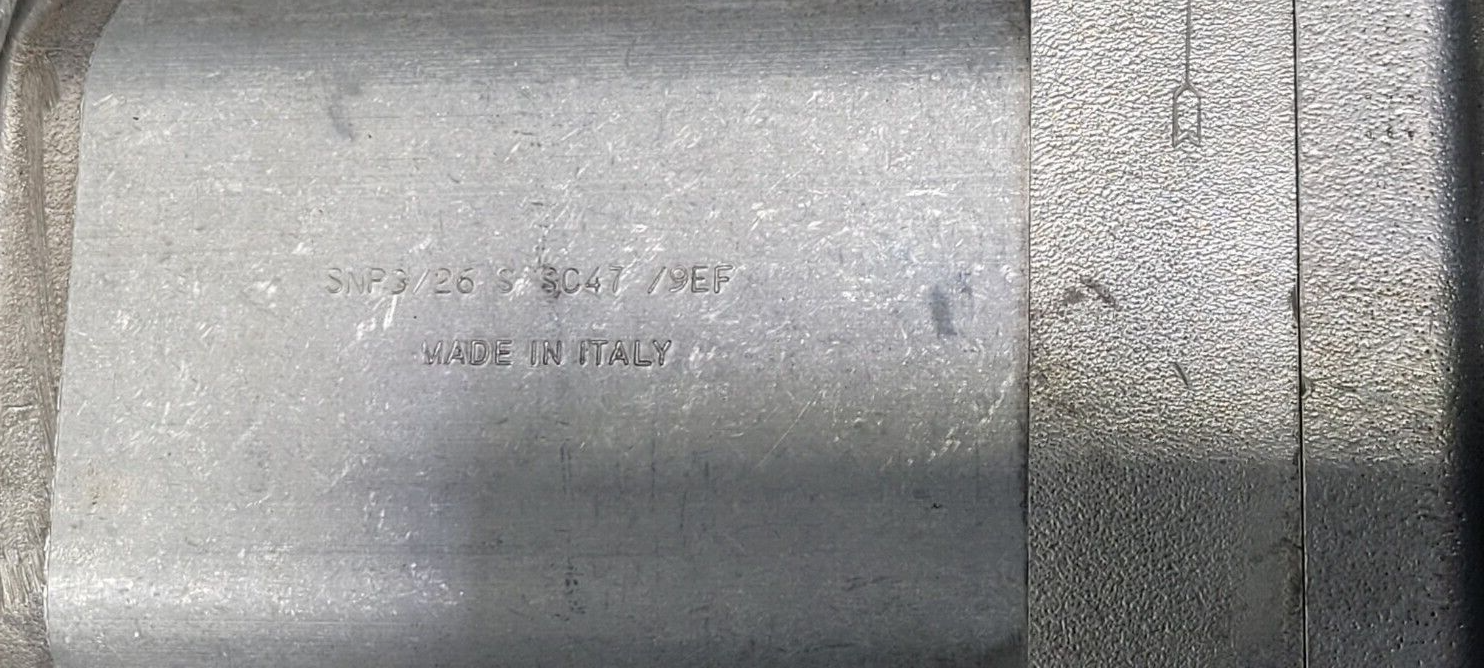 SNP3/26 S SC47 /9EF
MADE IN ITALY